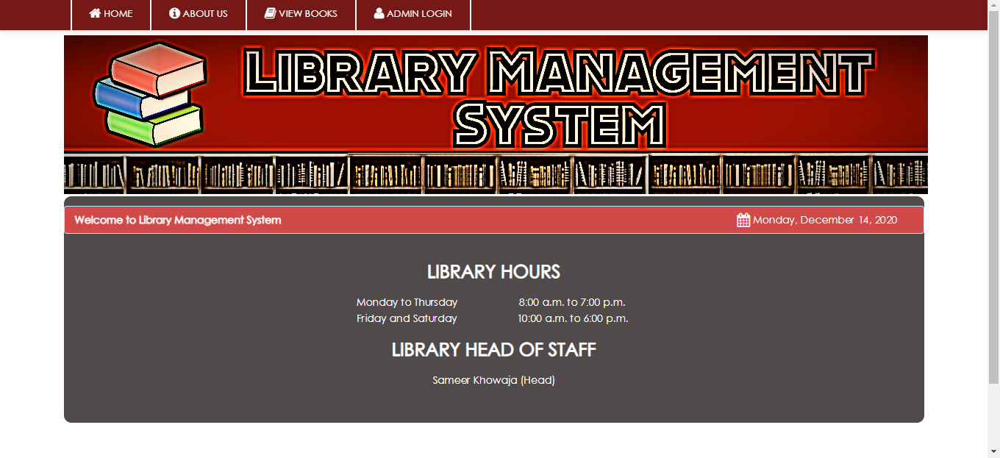 HOME ABOUT US VIEW BOOKS ADMIN LOGIN
LIBRARY MANAGEMENT
SYSTEM
Welcome to Library Management System Monday, December 14, 2020
LIBRARY HOURS
Monday to Thursday 8:00 a.m. to 7:00 p.m.
Friday and Saturday 10:00 a.m. to 6:00 p.m.
LIBRARY HEAD OF STAFF
Sameer Khowaja (Head)